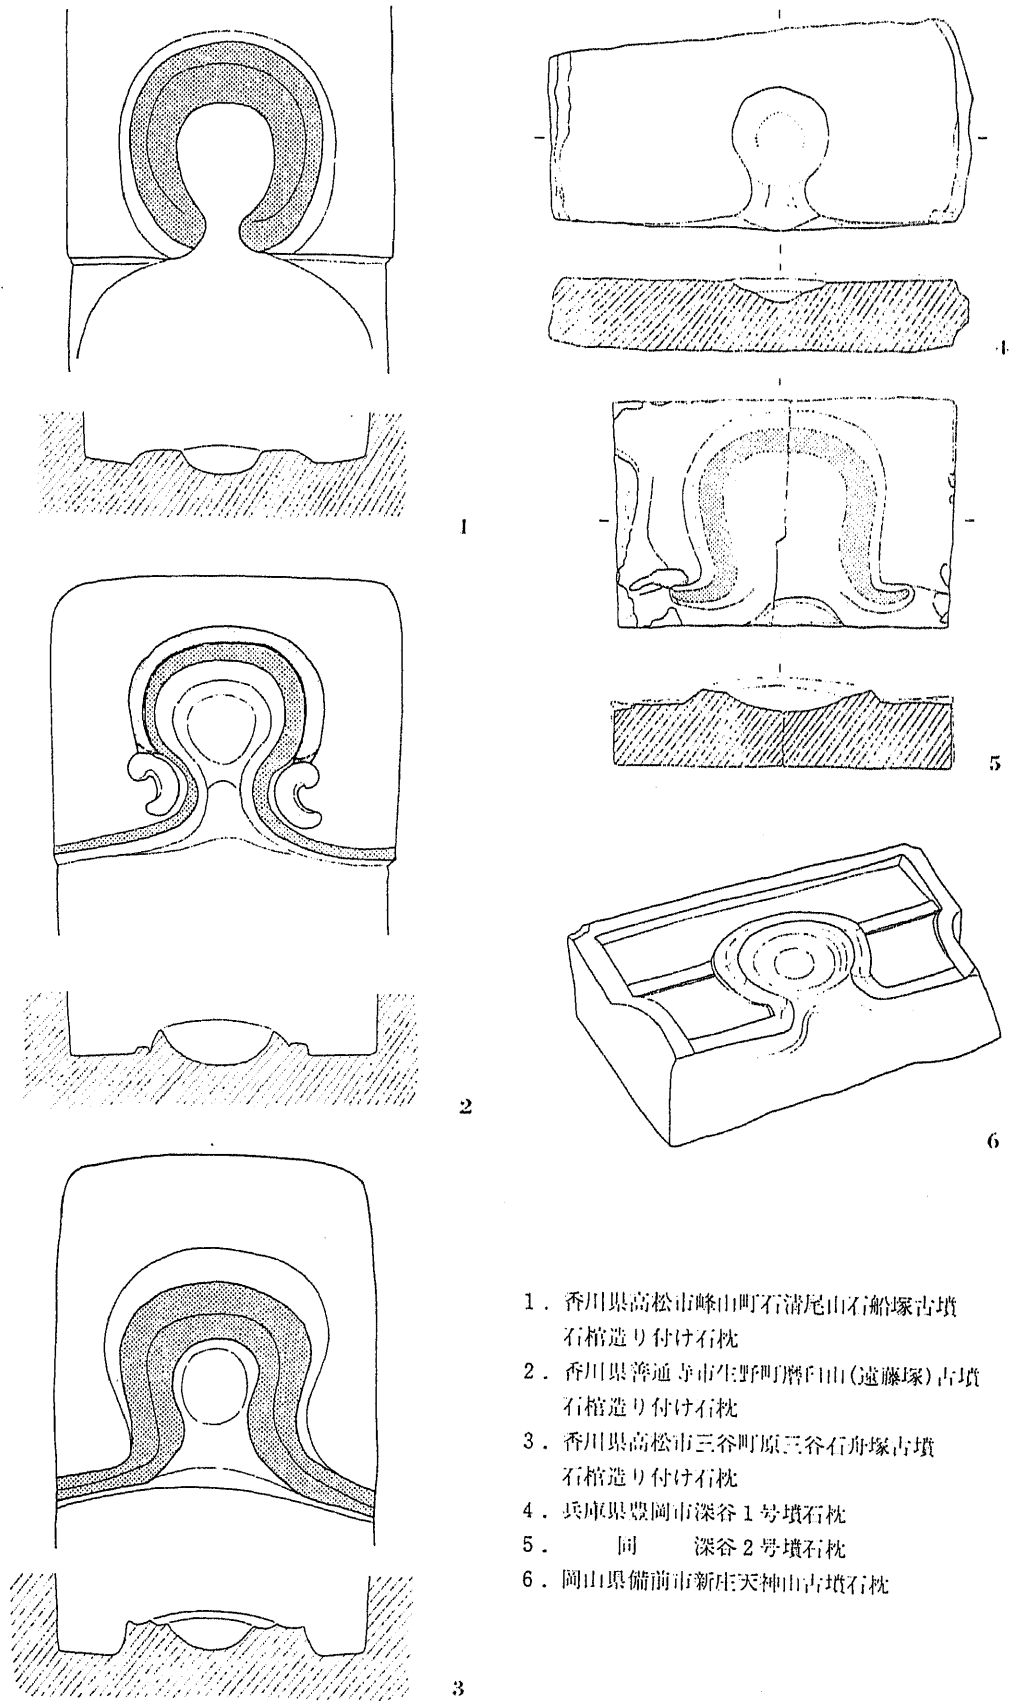 1
2
3
4
5
6
1. 香川県高松市峰山町石清尾山石船塚古墳
石棺造り付け石枕
2. 香川県善通寺市生野町磨臼山(遠藤塚)古墳
石棺造り付け石枕
3. 香川県高松市三谷町原三谷石舟塚古墳
石棺造り付け石枕
4. 兵庫県豊岡市深谷1号墳石枕
5. 同 深谷2号墳石枕
6. 岡山県備前市新庄天神山古墳石枕